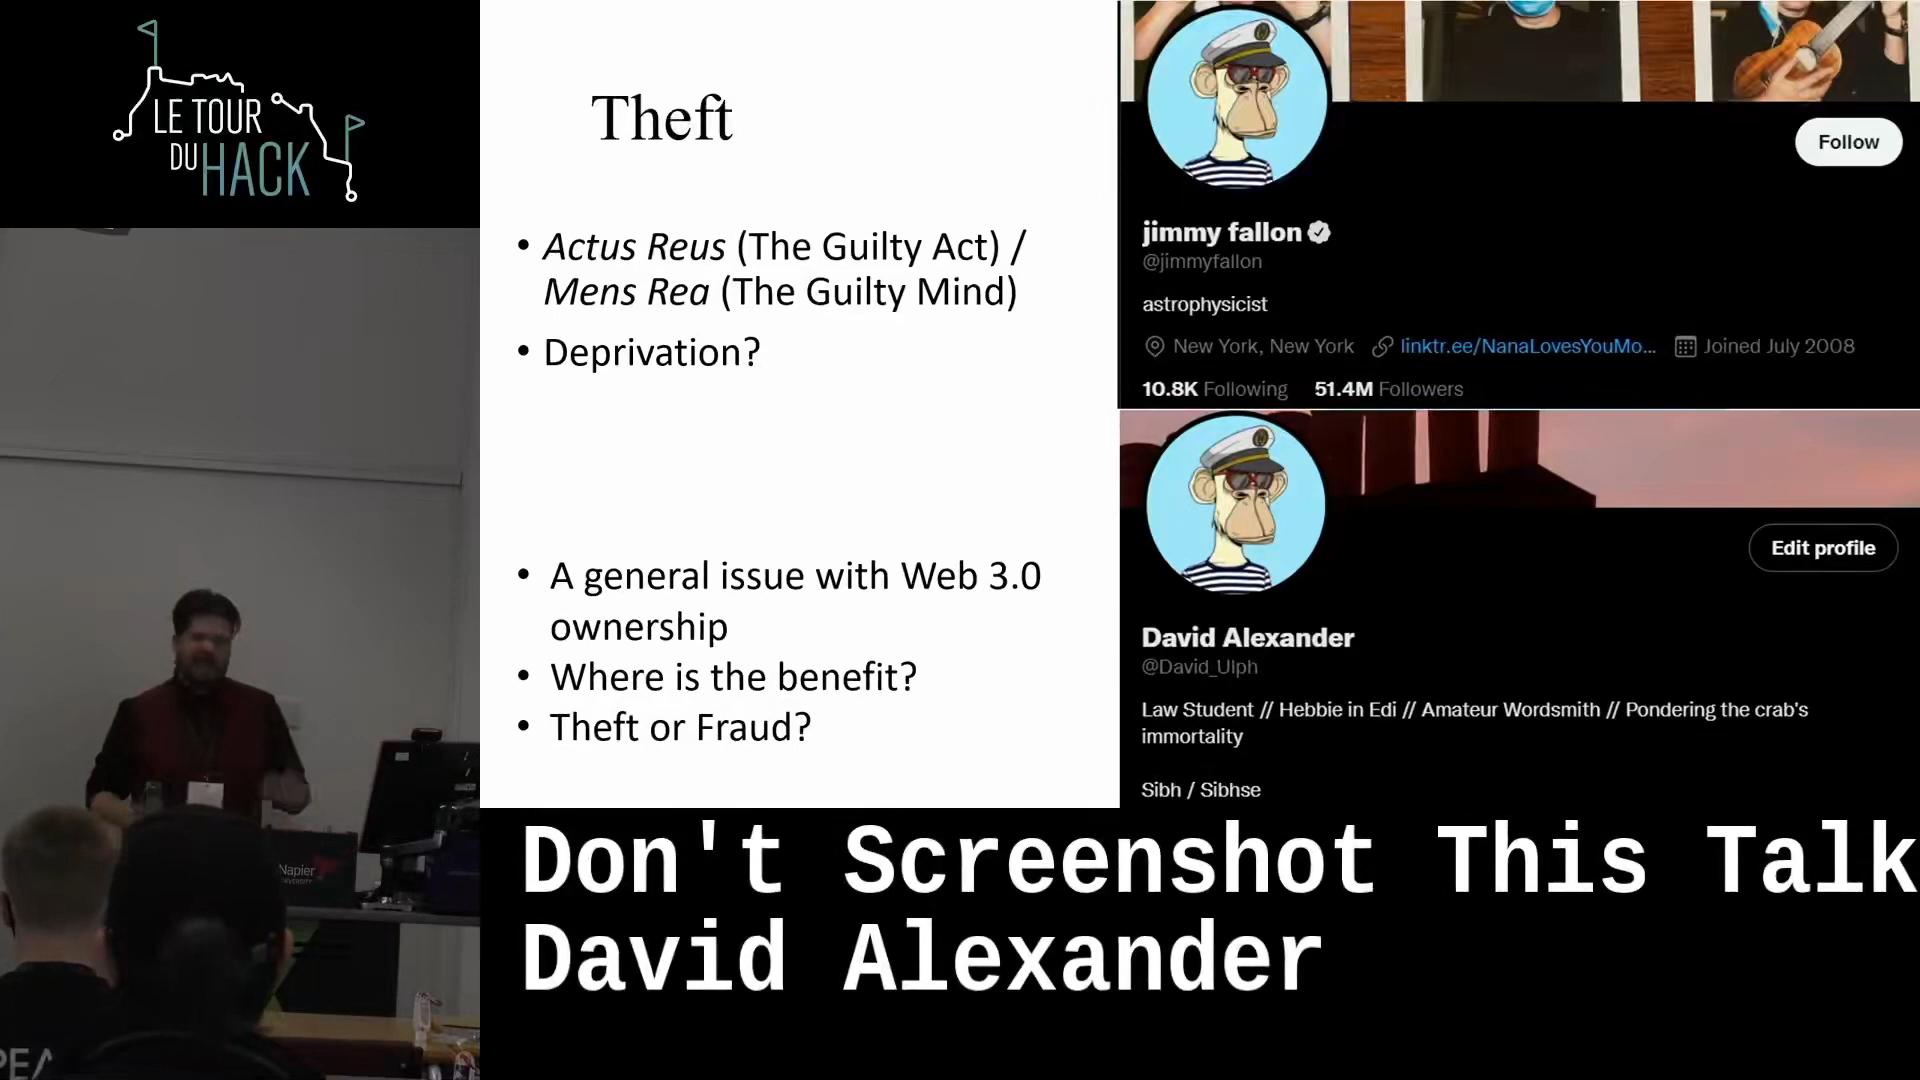 LE TOUR
DU HACK
Theft
• Actus Reus (The Guilty Act) /
Mens Rea (The Guilty Mind)
• Deprivation?
• A general issue with Web 3.0
ownership
• Where is the benefit?
• Theft or Fraud?
Follow
jimmy fallon
@jimmyfallon
astrophysicist
New York, New York linktr.ee/NanaLovesYouMo... Joined July 2008
10.8K Following 51.4M Followers
Edit profile
David Alexander
@David_Ulph
Law Student // Hebbie in Edi // Amateur Wordsmith // Pondering the crab's
immortality
Sibh / Sibhse
Napier
Don't Screenshot This Talk
David Alexander